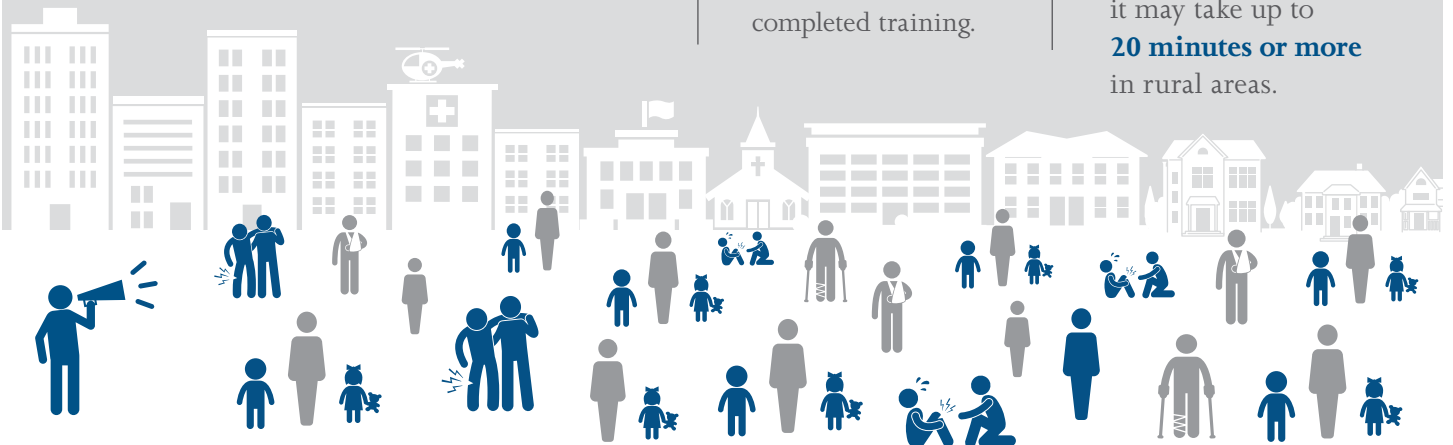 completed training.
it may take up to
20 minutes or more
in rural areas.